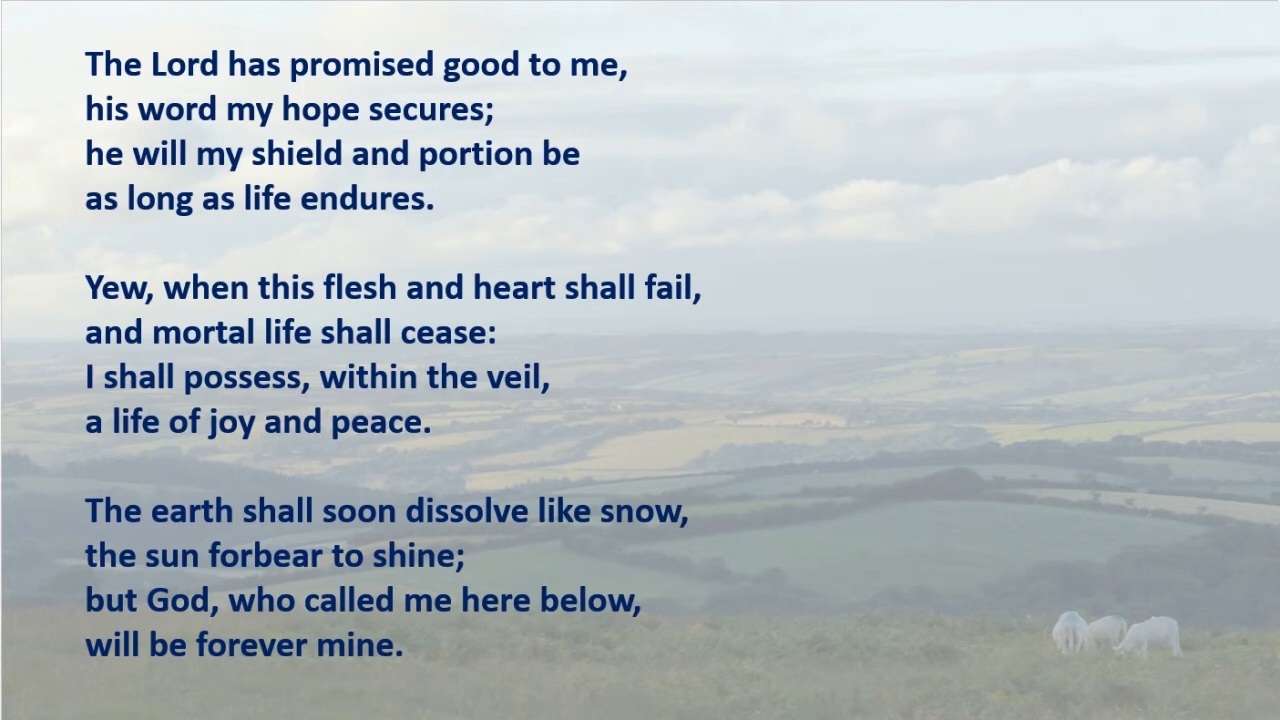 The Lord has promised good to me,
his word my hope secures;
he will my shield and portion be
as long as life endures.
Yew, when this flesh and heart shall fail,
and mortal life shall cease:
I shall possess, within the veil,
a life of joy and peace.
The earth shall soon dissolve like snow,
the sun forbear to shine;
but God, who called me here below,
will be forever mine.